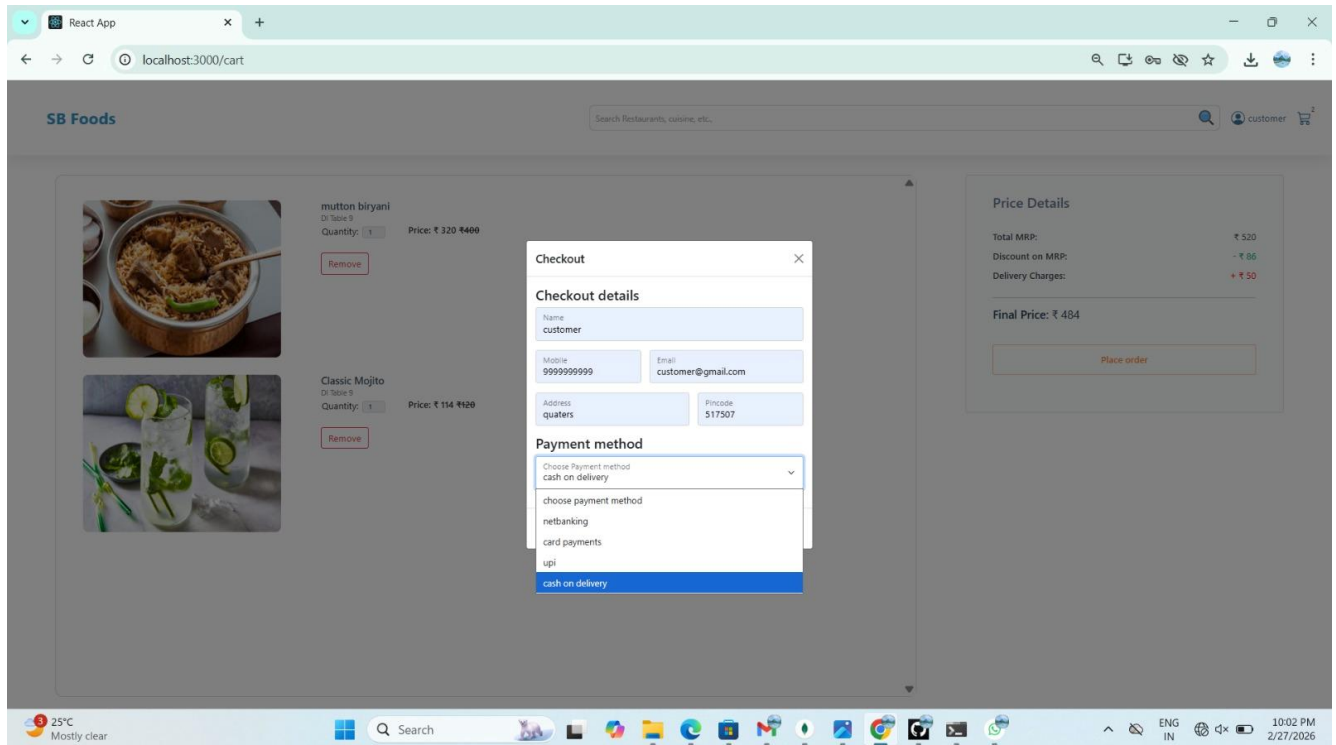 React App
localhost:3000/cart
SB Foods
Search Restaurants, cuisine, etc.,
customer
2
mutton biryani
Quantity: 1 Price: ₹ 320 ₹400
Remove
Classic Mojito
Quantity: 1 Price: ₹ 114 ₹120
Remove
Checkout
Checkout details
Name
customer
Mobile
9999999999
Email
customer@gmail.com
Address
quaters
Pincode
517507
Payment method
Choose Payment method
cash on delivery
choose payment method
netbanking
card payments
upi
cash on delivery
Price Details
Total MRP: ₹ 520
Discount on MRP: - ₹ 86
Delivery Charges: + ₹ 50
Final Price: ₹ 484
Place order
3
25°C
Mostly clear
Search
ENG
IN
10:02 PM
2/27/2026